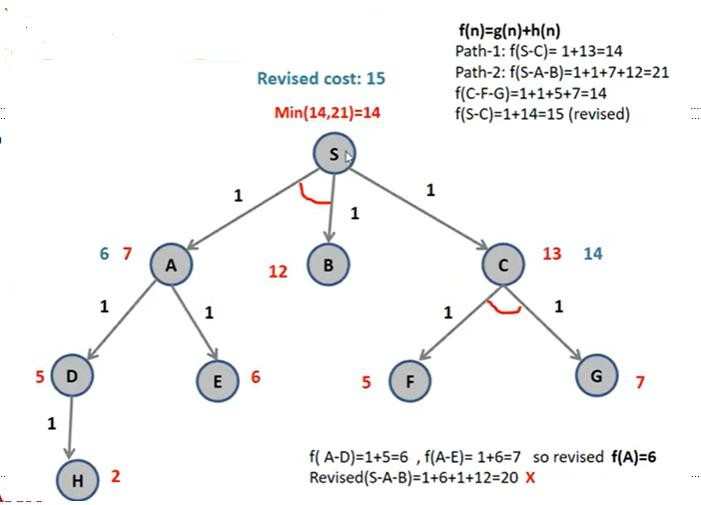 f(n)=g(n)+h(n)
Path-1: f(S-C)= 1+13=14
Path-2: f(S-A-B)=1+1+7+12=21
f(C-F-G)=1+1+5+7=14
f(S-C)=1+14=15 (revised)
Revised cost: 15
Min(14,21)=14
S
1
1
1
6 7 A
12 B
C 13 14
1
1
1
1
5 D
E 6
5 F
G 7
1
H 2
f( A-D)=1+5=6 , f(A-E)= 1+6=7 so revised f(A)=6
Revised(S-A-B)=1+6+1+12=20 X